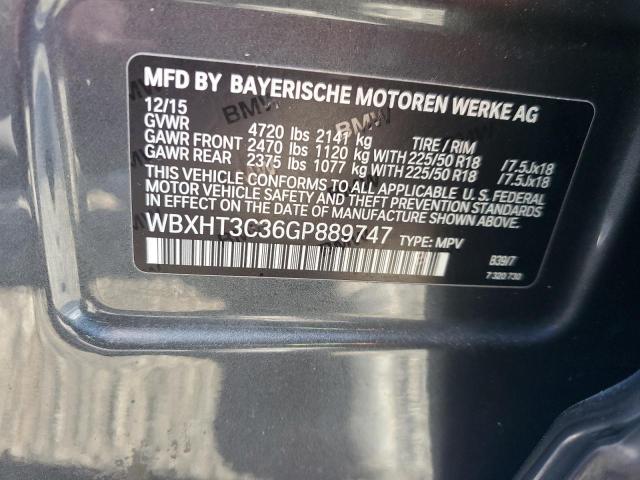 MFD BY BAYERISCHE MOTOREN WERKE AG
12/15
GVWR 4720 lbs 2141 kg TIRE / RIM
GAWR FRONT 2470 lbs 1120 kg WITH 225/50 R18 /7.5Jx18
GAWR REAR 2375 lbs 1077 kg WITH 225/50 R18 /7.5Jx18
THIS VEHICLE CONFORMS TO ALL APPLICABLE U. S. FEDERAL
MOTOR VEHICLE SAFETY AND THEFT PREVENTION STANDARDS
IN EFFECT ON THE DATE OF MANUFACTURE SHOWN ABOVE.
WBXHT3C36GP889747 TYPE: MPV
B39/7
7 320 730